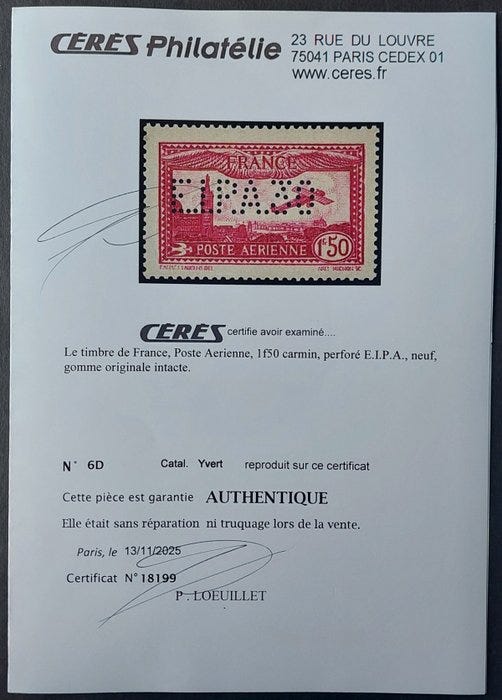 CÉRÈS Philatélie
23 RUE DU LOUVRE
75041 PARIS CEDEX 01
www.ceres.fr
FRANCE
E.I.P.A.30
POSTE AERIENNE
1F50
CÉRÈS certifie avoir examiné....
Le timbre de France, Poste Aerienne, 1f50 carmin, perforé E.I.P.A., neuf,
gomme originale intacte.
N° 6D Catal. Yvert reproduit sur ce certificat
Cette pièce est garantie AUTHENTIQUE
Elle était sans réparation ni truquage lors de la vente.
Paris, le 13/11/2025
Certificat N° 18199
P. LOEUILLET